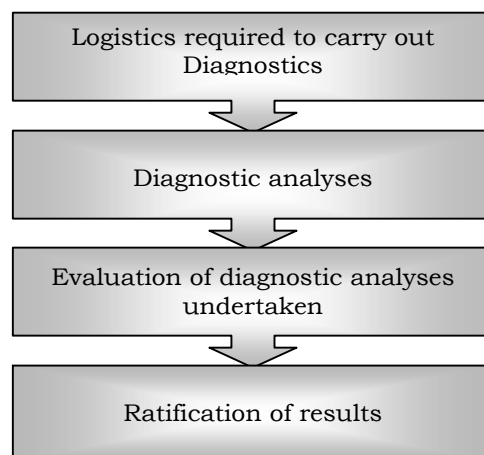 Logistics required to carry out
Diagnostics
Diagnostic analyses
Evaluation of diagnostic analyses
undertaken
Ratification of results